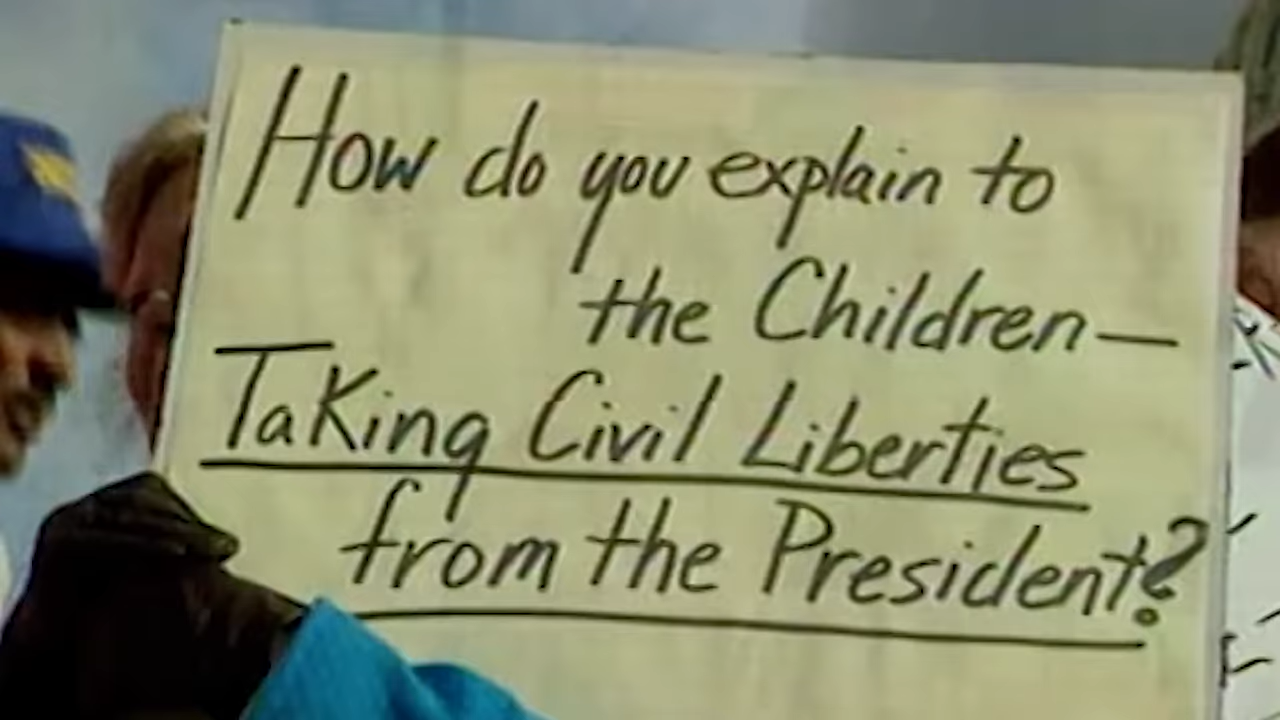 How do you explain to
the Children—
Taking Civil Liberties
from the President?